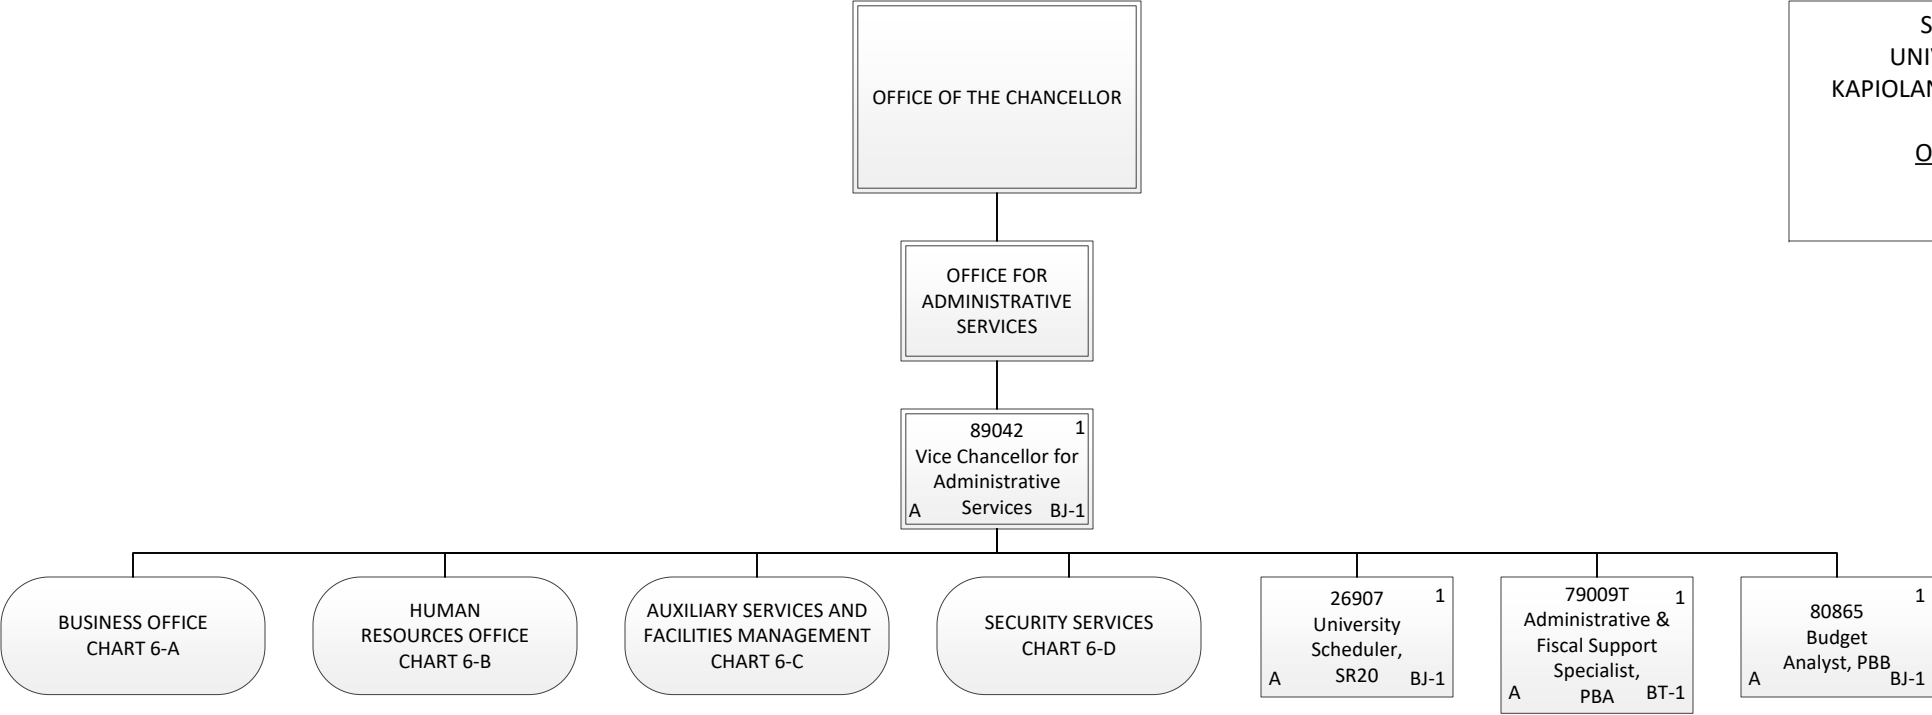 OFFICE OF THE CHANCELLOR
S
UNI
KAPIOLAN
O
OFFICE FOR
ADMINISTRATIVE
SERVICES
89042 1
Vice Chancellor for
Administrative
A Services BJ-1
BUSINESS OFFICE
CHART 6-A
HUMAN
RESOURCES OFFICE
CHART 6-B
AUXILIARY SERVICES AND
FACILITIES MANAGEMENT
CHART 6-C
SECURITY SERVICES
CHART 6-D
26907 1
University
Scheduler,
A SR20 BJ-1
79009T 1
Administrative &
Fiscal Support
Specialist,
A PBA BT-1
1
80865
Budget
Analyst, PBB
A BJ-1